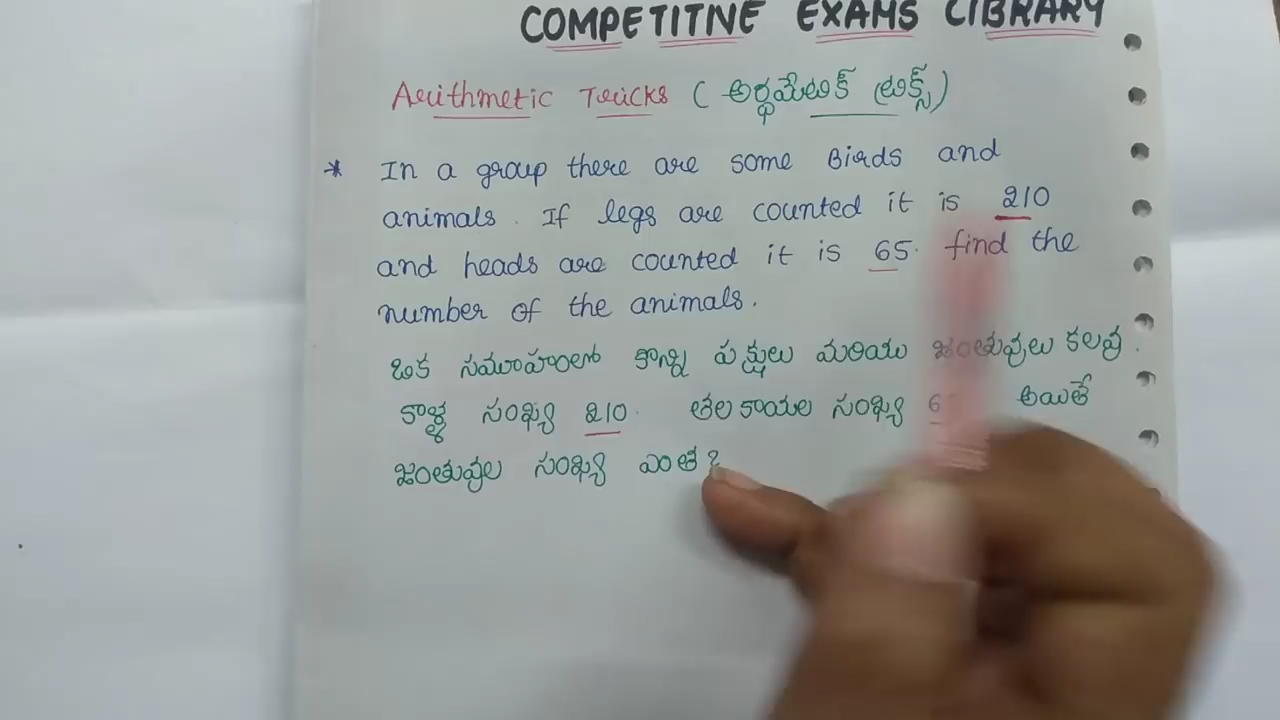 COMPETITNE EXAMS LIBRARY
Arithmetic Tricks ( అర్థమేటిక్ ట్రిక్స్ )
* In a group there are some Birds and
animals. If legs are counted it is 210
and heads are counted it is 65. find the
number of the animals.
ఒక సమూహంలో కొన్ని పక్షులు మరియు జంతువులు కలవు.
కాళ్ళ సంఖ్య 210. తలకాయల సంఖ్య అయితే
జంతువుల సంఖ్య ఎంత?